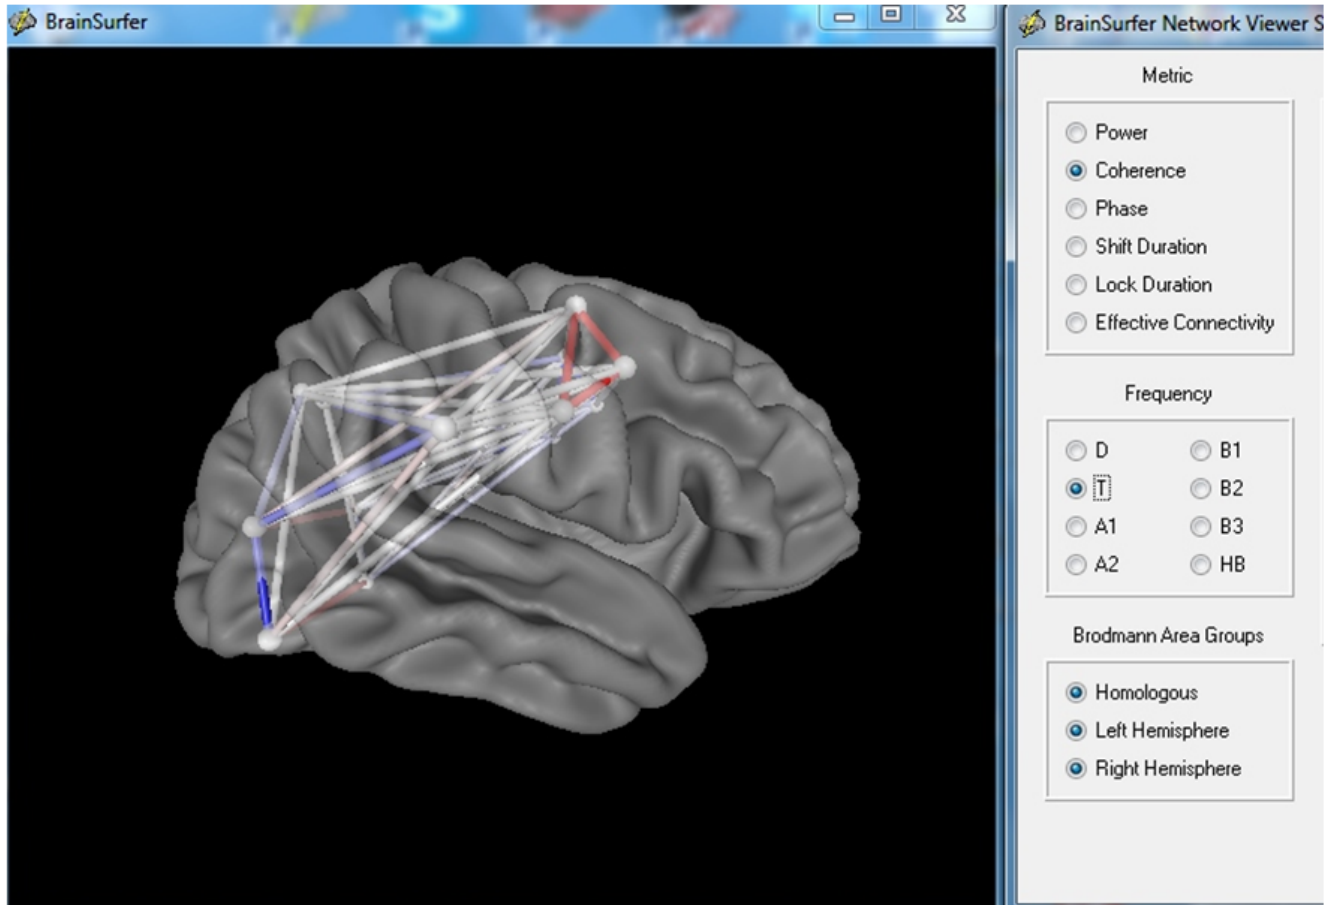 BrainSurfer
BrainSurfer Network Viewer S
Metric
Power
Coherence
Phase
Shift Duration
Lock Duration
Effective Connectivity
Frequency
D B1
T B2
A1 B3
A2 HB
Brodmann Area Groups
Homologous
Left Hemisphere
Right Hemisphere